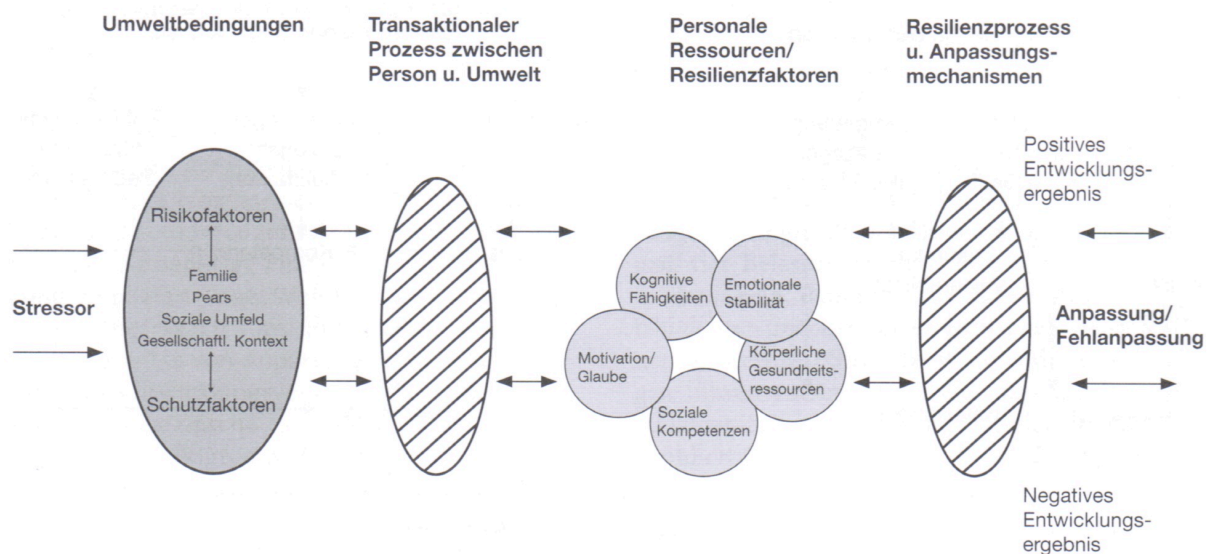 Umweltbedingungen
Transaktionaler
Prozess zwischen
Person u. Umwelt
Personale
Ressourcen/
Resilienzfaktoren
Resilienzprozess
u. Anpassungs-
mechanismen
Stressor
Risikofaktoren
Familie
Pears
Soziale Umfeld
Gesellschaftl. Kontext
Schutzfaktoren
Kognitive
Fähigkeiten
Emotionale
Stabilität
Motivation/
Glaube
Körperliche
Gesundheits-
ressourcen
Soziale
Kompetenzen
Positives
Entwicklungs-
ergebnis
Anpassung/
Fehlanpassung
Negatives
Entwicklungs-
ergebnis